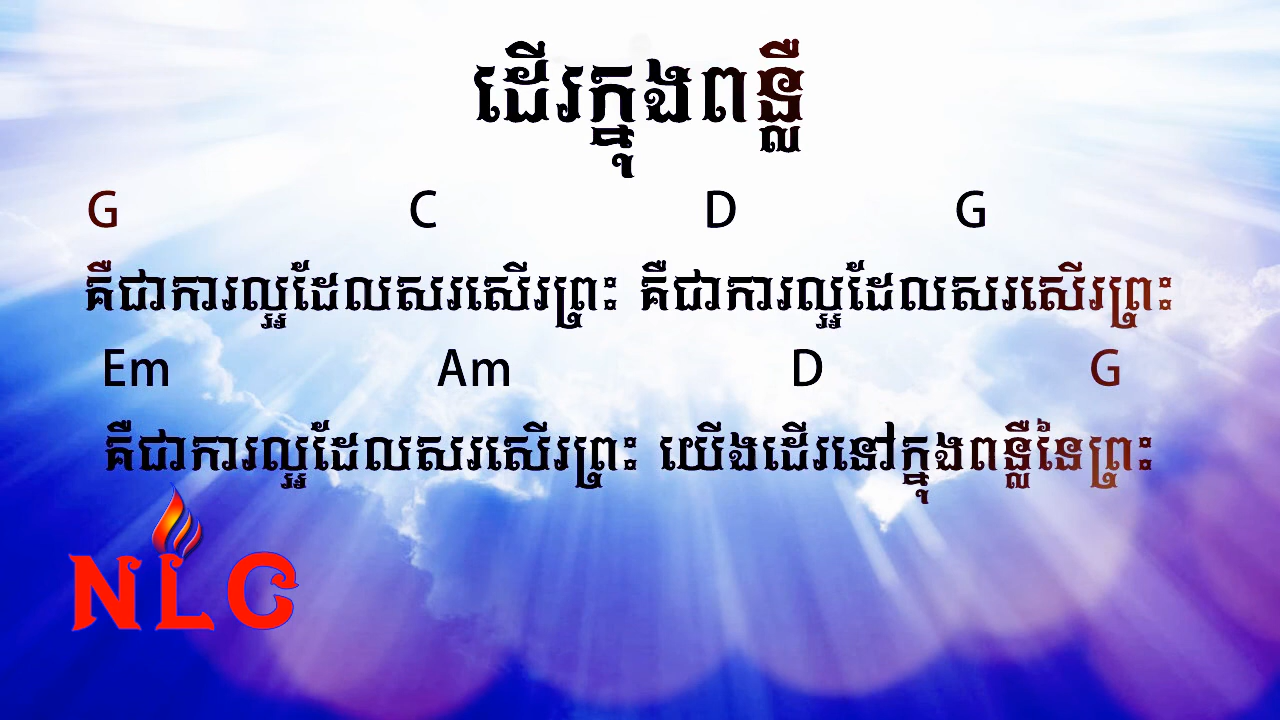 ដើរក្នុងពន្លឺ
G C D G
គឺជាការល្អដែលសរសើរព្រះ គឺជាការល្អដែលសរសើរព្រះ
Em Am D G
គឺជាការល្អដែលសរសើរព្រះ យើងដើរនៅក្នុងពន្លឺនៃព្រះ
NLC